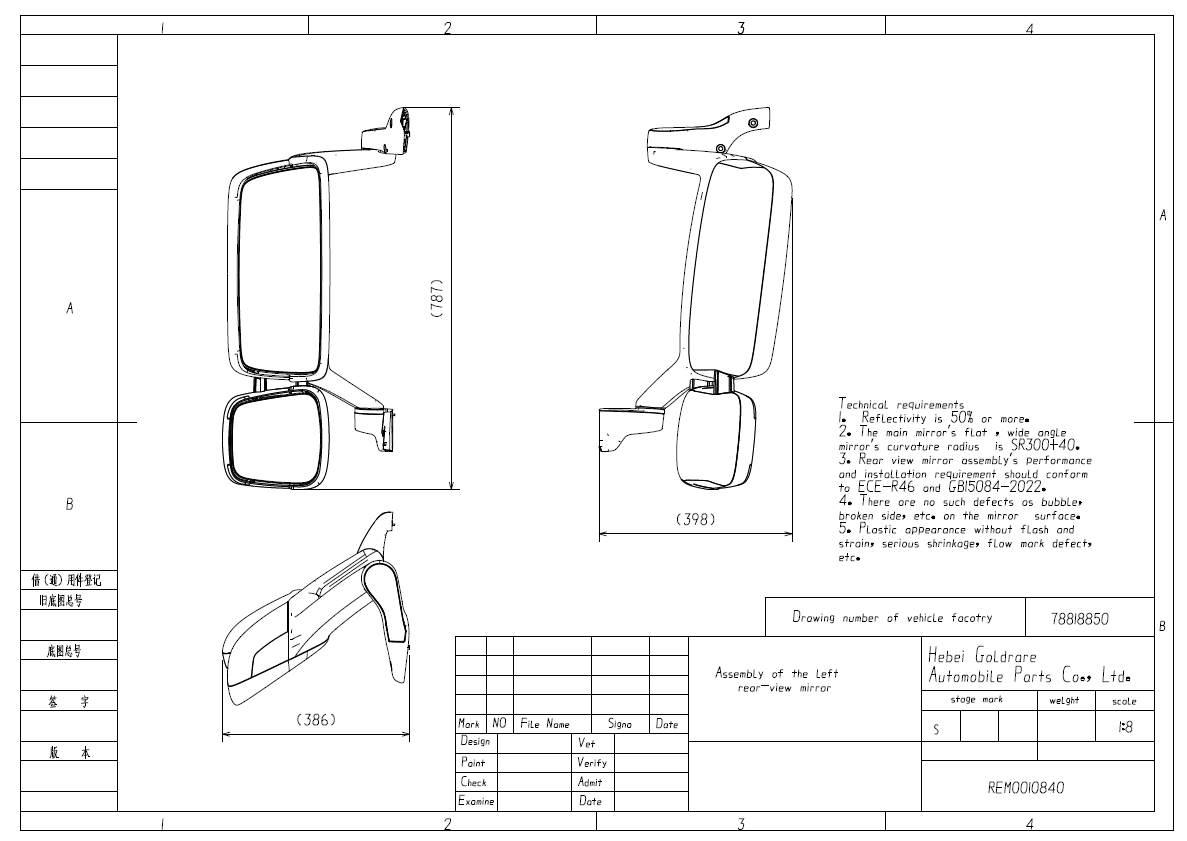 1 2 3 4
A
A
B
B
(787)
(398)
(386)
Technical requirements
1. Reflectivity is 50% or more.
2. The main mirror's flat , wide angle
mirror's curvature radius is SR300+40.
3. Rear view mirror assembly's performance
and installation requirement should conform
to ECE-R46 and GB15084-2022.
4. There are no such defects as bubble,
broken side, etc. on the mirror surface.
5. Plastic appearance without flash and
strain, serious shrinkage, flow mark defect,
etc.
借(通)用件登记
旧底图总号
底图总号
签 字
版 本
Drawing number of vehicle facotry 78818850
Assembly of the left
rear-view mirror
Hebei Goldrare
Automobile Parts Co., Ltd.
stage mark weight scale
S 1:8
REM0010840
Mark NO File Name Signa Date
Design Vet
Paint Verify
Check Admit
Examine Date
1 2 3 4